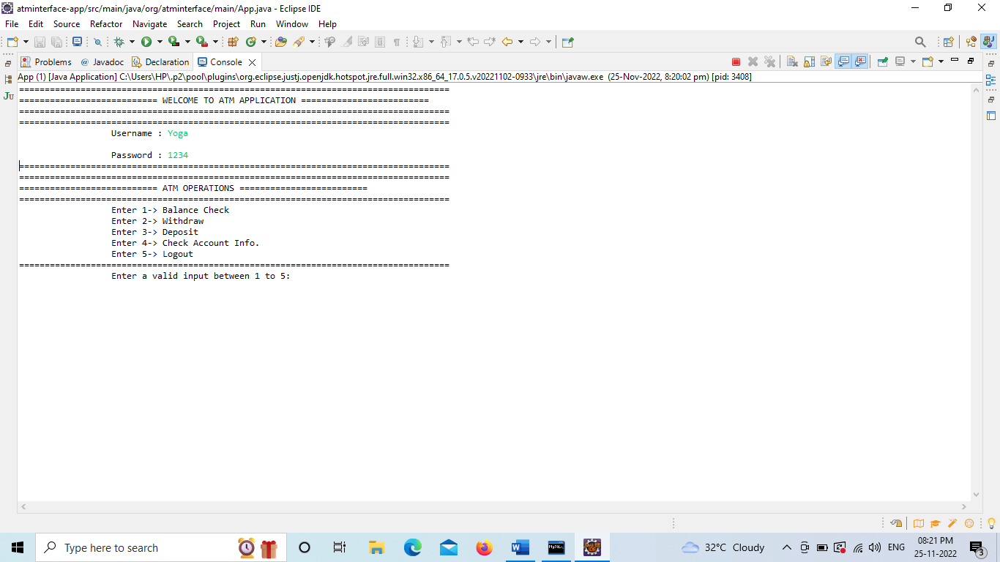 atminterface-app/src/main/java/org/atminterface/main/App.java - Eclipse IDE
File Edit Source Refactor Navigate Search Project Run Window Help
Problems @ Javadoc Declaration Console
App (1) [Java Application] C:\Users\HP\.p2\pool\plugins\org.eclipse.justj.openjdk.hotspot.jre.full.win32.x86_64_17.0.5.v20221102-0933\jre\bin\javaw.exe (25-Nov-2022, 8:20:02 pm) [pid: 3408]
====================================================================================
=========================== WELCOME TO ATM APPLICATION =========================
====================================================================================
====================================================================================
Username : Yoga
Password : 1234
====================================================================================
====================================================================================
=========================== ATM OPERATIONS =========================
====================================================================================
Enter 1-> Balance Check
Enter 2-> Withdraw
Enter 3-> Deposit
Enter 4-> Check Account Info.
Enter 5-> Logout
====================================================================================
Enter a valid input between 1 to 5:
Ju
Type here to search
W
MySQL
JAVA EE
IDE
32°C Cloudy
ENG
08:21 PM
25-11-2022
3